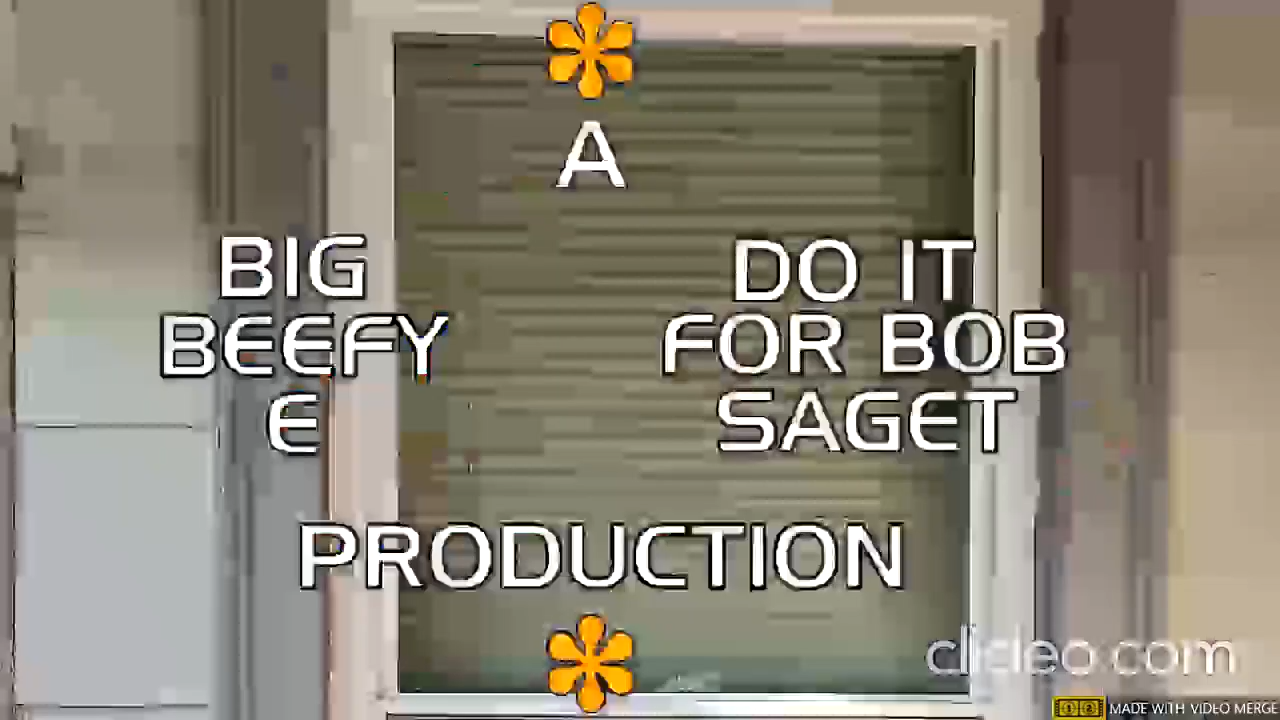 A
BIG
BEEFY
E
DO IT
FOR BOB
SAGET
PRODUCTION
clideo.com
MADE WITH VIDEO MERGE